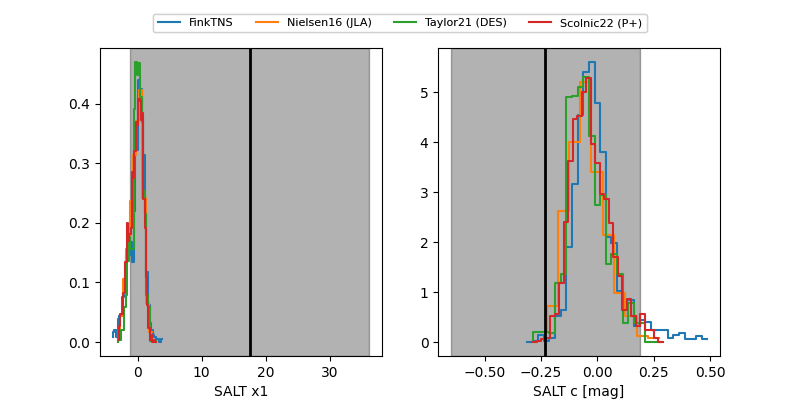 FinkTNS Nielsen16 (JLA) Taylor21 (DES) Scolnic22 (P+)
0.4
0.3
0.2
0.1
0.0
0 10 20 30
SALT x1
5
4
3
2
1
0
−0.50 −0.25 0.00 0.25 0.50
SALT c [mag]